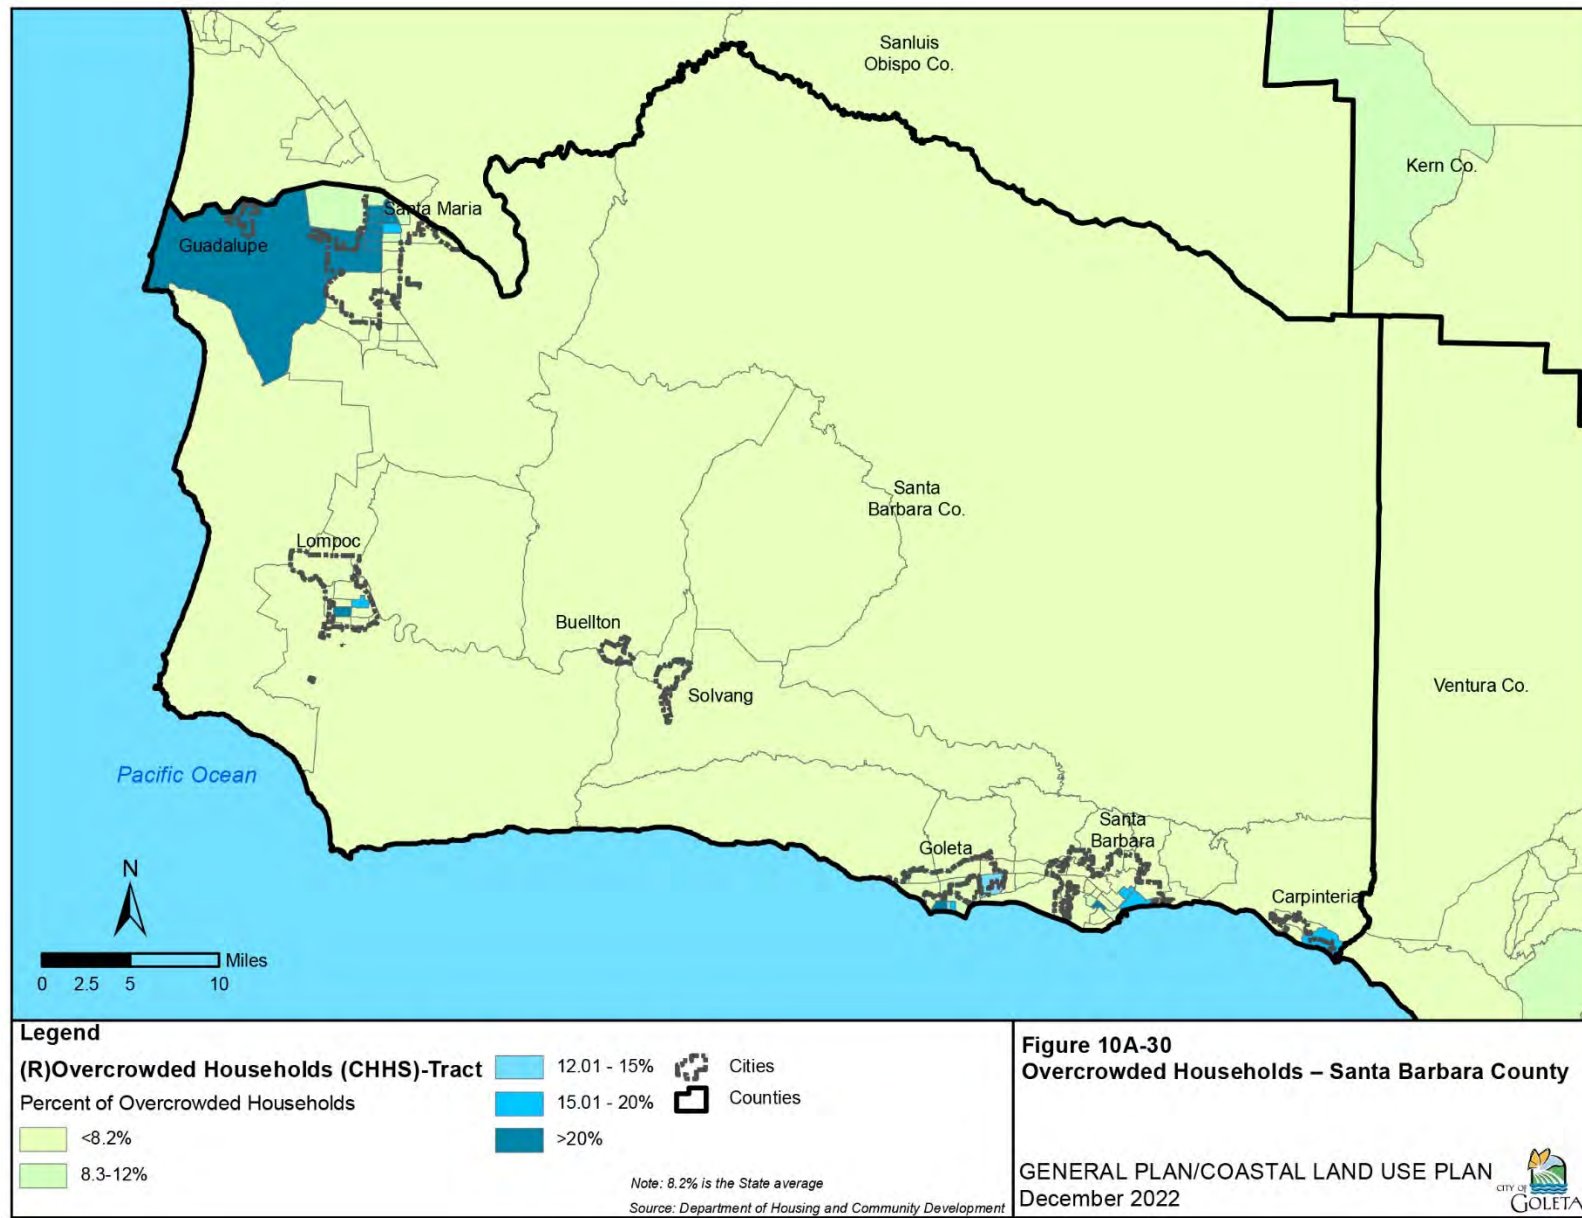 Sanluis
Obispo Co.
Kern Co.
Santa Maria
Guadalupe
Santa
Barbara Co.
Lompoc
Buellton
Solvang
Ventura Co.
Pacific Ocean
Santa
Barbara
Goleta
Carpinteria
N
Miles
0 2.5 5 10
Legend
(R)Overcrowded Households (CHHS)-Tract
Percent of Overcrowded Households
<8.2%
8.3-12%
12.01 - 15%
15.01 - 20%
>20%
Cities
Counties
Note: 8.2% is the State average
Source: Department of Housing and Community Development
Figure 10A-30
Overcrowded Households – Santa Barbara County
GENERAL PLAN/COASTAL LAND USE PLAN
December 2022
CITY OF
GOLETA